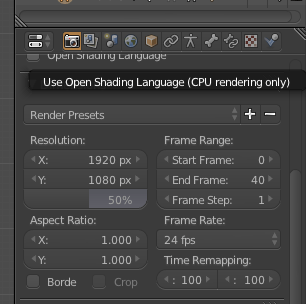 Open Shading Language
Use Open Shading Language (CPU rendering only)
Render Presets
Resolution:
X: 1920 px
Y: 1080 px
50%
Aspect Ratio:
X: 1.000
Y: 1.000
Borde
Crop
Frame Range:
Start Frame: 0
End Frame: 40
Frame Step: 1
Frame Rate:
24 fps
Time Remapping:
: 100 : 100